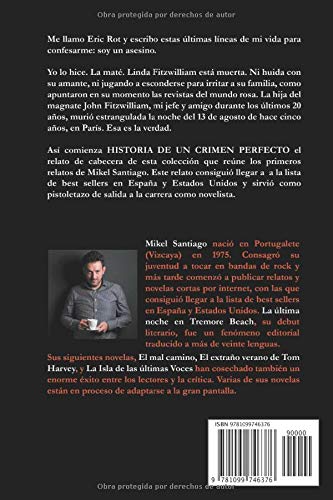 Obra protegida por derechos de autor
Me llamo Eric Rot y escribo estas últimas líneas de mi vida para
confesarme: soy un asesino.
Yo lo hice. La maté. Linda Fitzwilliam está muerta. Ni huida con
su amante, ni jugando a esconderse para irritar a su familia, como
apuntaron en su momento las revistas del mundo rosa. La hija del
magnate John Fitzwilliam, mi jefe y amigo durante los últimos 20
años, murió estrangulada la noche del 13 de agosto de hace cinco
años, en París. Esa es la verdad.
Así comienza HISTORIA DE UN CRIMEN PERFECTO el
relato de cabecera de esta colección que reúne los primeros
relatos de Mikel Santiago. Este relato consiguió llegar a a la lista
de best sellers en España y Estados Unidos y sirvió como
pistoletazo de salida a la carrera como novelista.
Mikel Santiago nació en Portugalete
(Vizcaya) en 1975. Consagró su
juventud a tocar en bandas de rock y
más tarde comenzó a publicar relatos y
novelas cortas por internet, con las que
consiguió llegar a la lista de best sellers
en España y Estados Unidos. La última
noche en Tremore Beach, su debut
literario, fue un fenómeno editorial
traducido a más de veinte lenguas.
Sus siguientes novelas, El mal camino, El extraño verano de Tom
Harvey, y La Isla de las últimas Voces han cosechado también un
enorme éxito entre los lectores y la crítica. Varias de sus novelas
están en proceso de adaptarse a la gran pantalla.
ISBN 9781099746376
90000
9 781099 746376
Obra protegida por derechos de autor